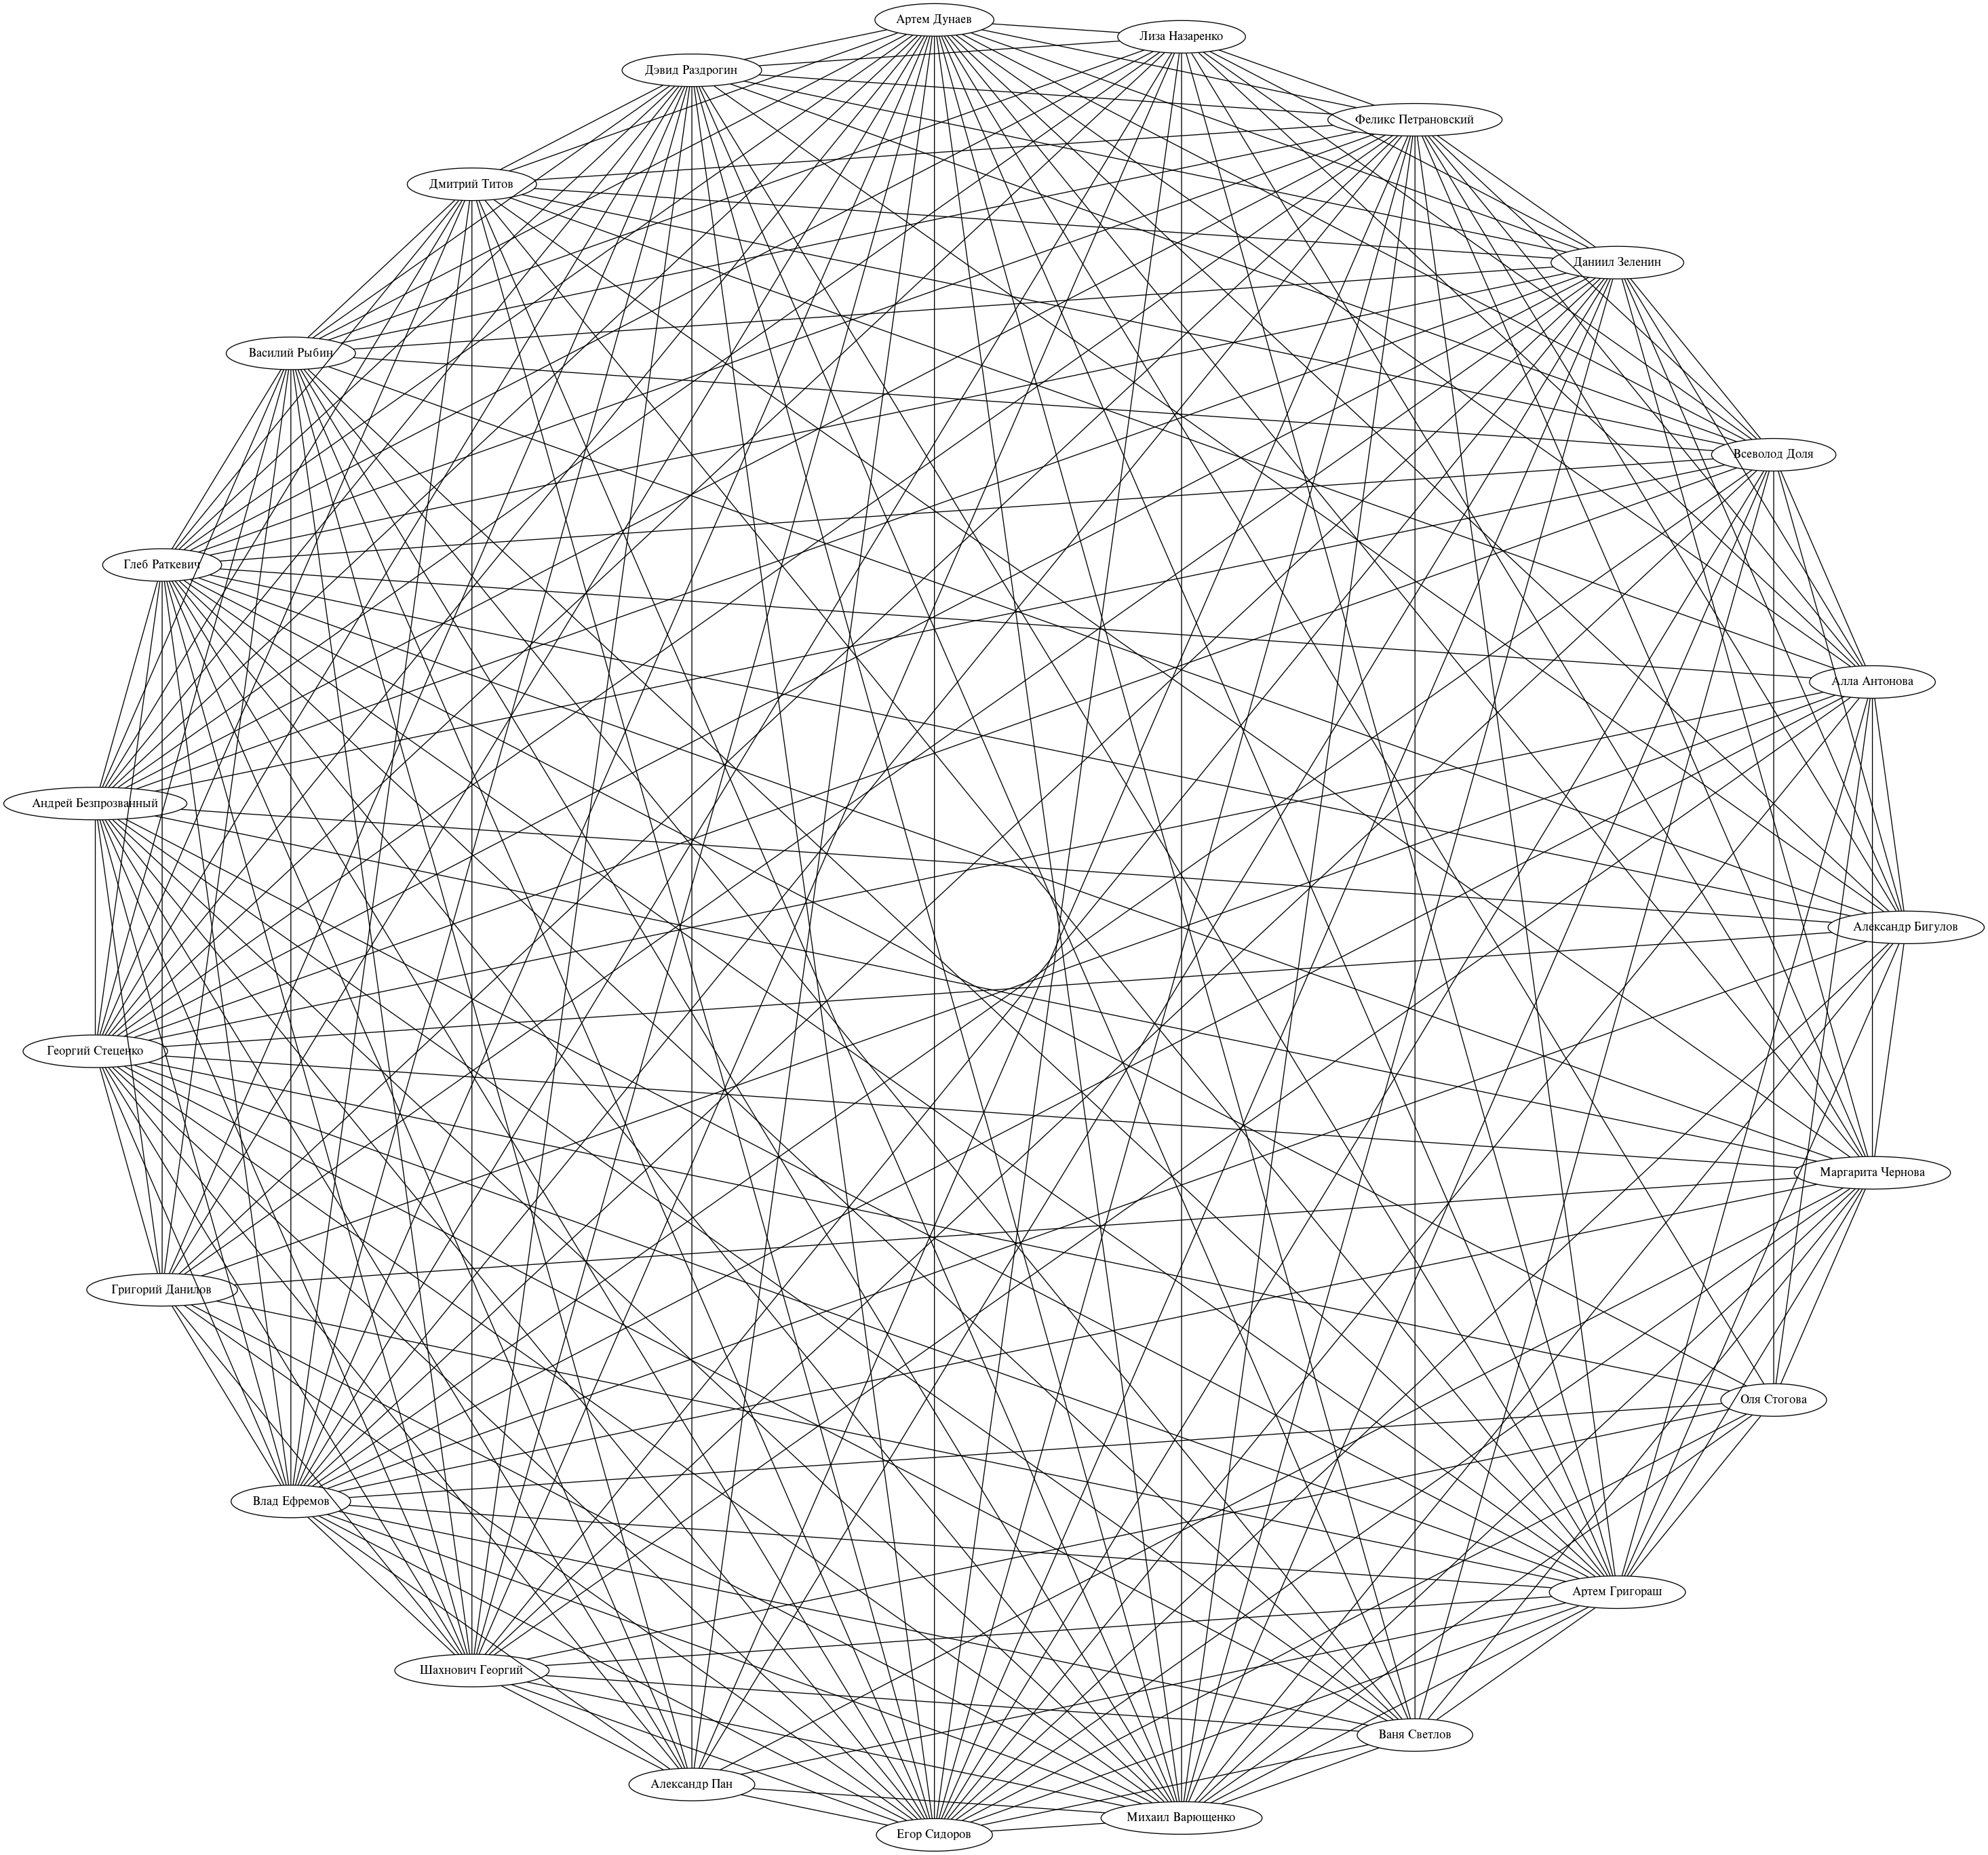 Артем Дунаев
Лиза Назаренко
Дэвид Раздрогин
Феликс Петрановский
Дмитрий Титов
Даниил Зеленин
Василий Рыбин
Всеволод Доля
Глеб Раткевич
Алла Антонова
Андрей Безпрозванный
Александр Бигулов
Георгий Стеценко
Маргарита Чернова
Григорий Данилов
Оля Стогова
Влад Ефремов
Артем Григораш
Шахнович Георгий
Ваня Светлов
Александр Пан
Михаил Варющенко
Егор Сидоров